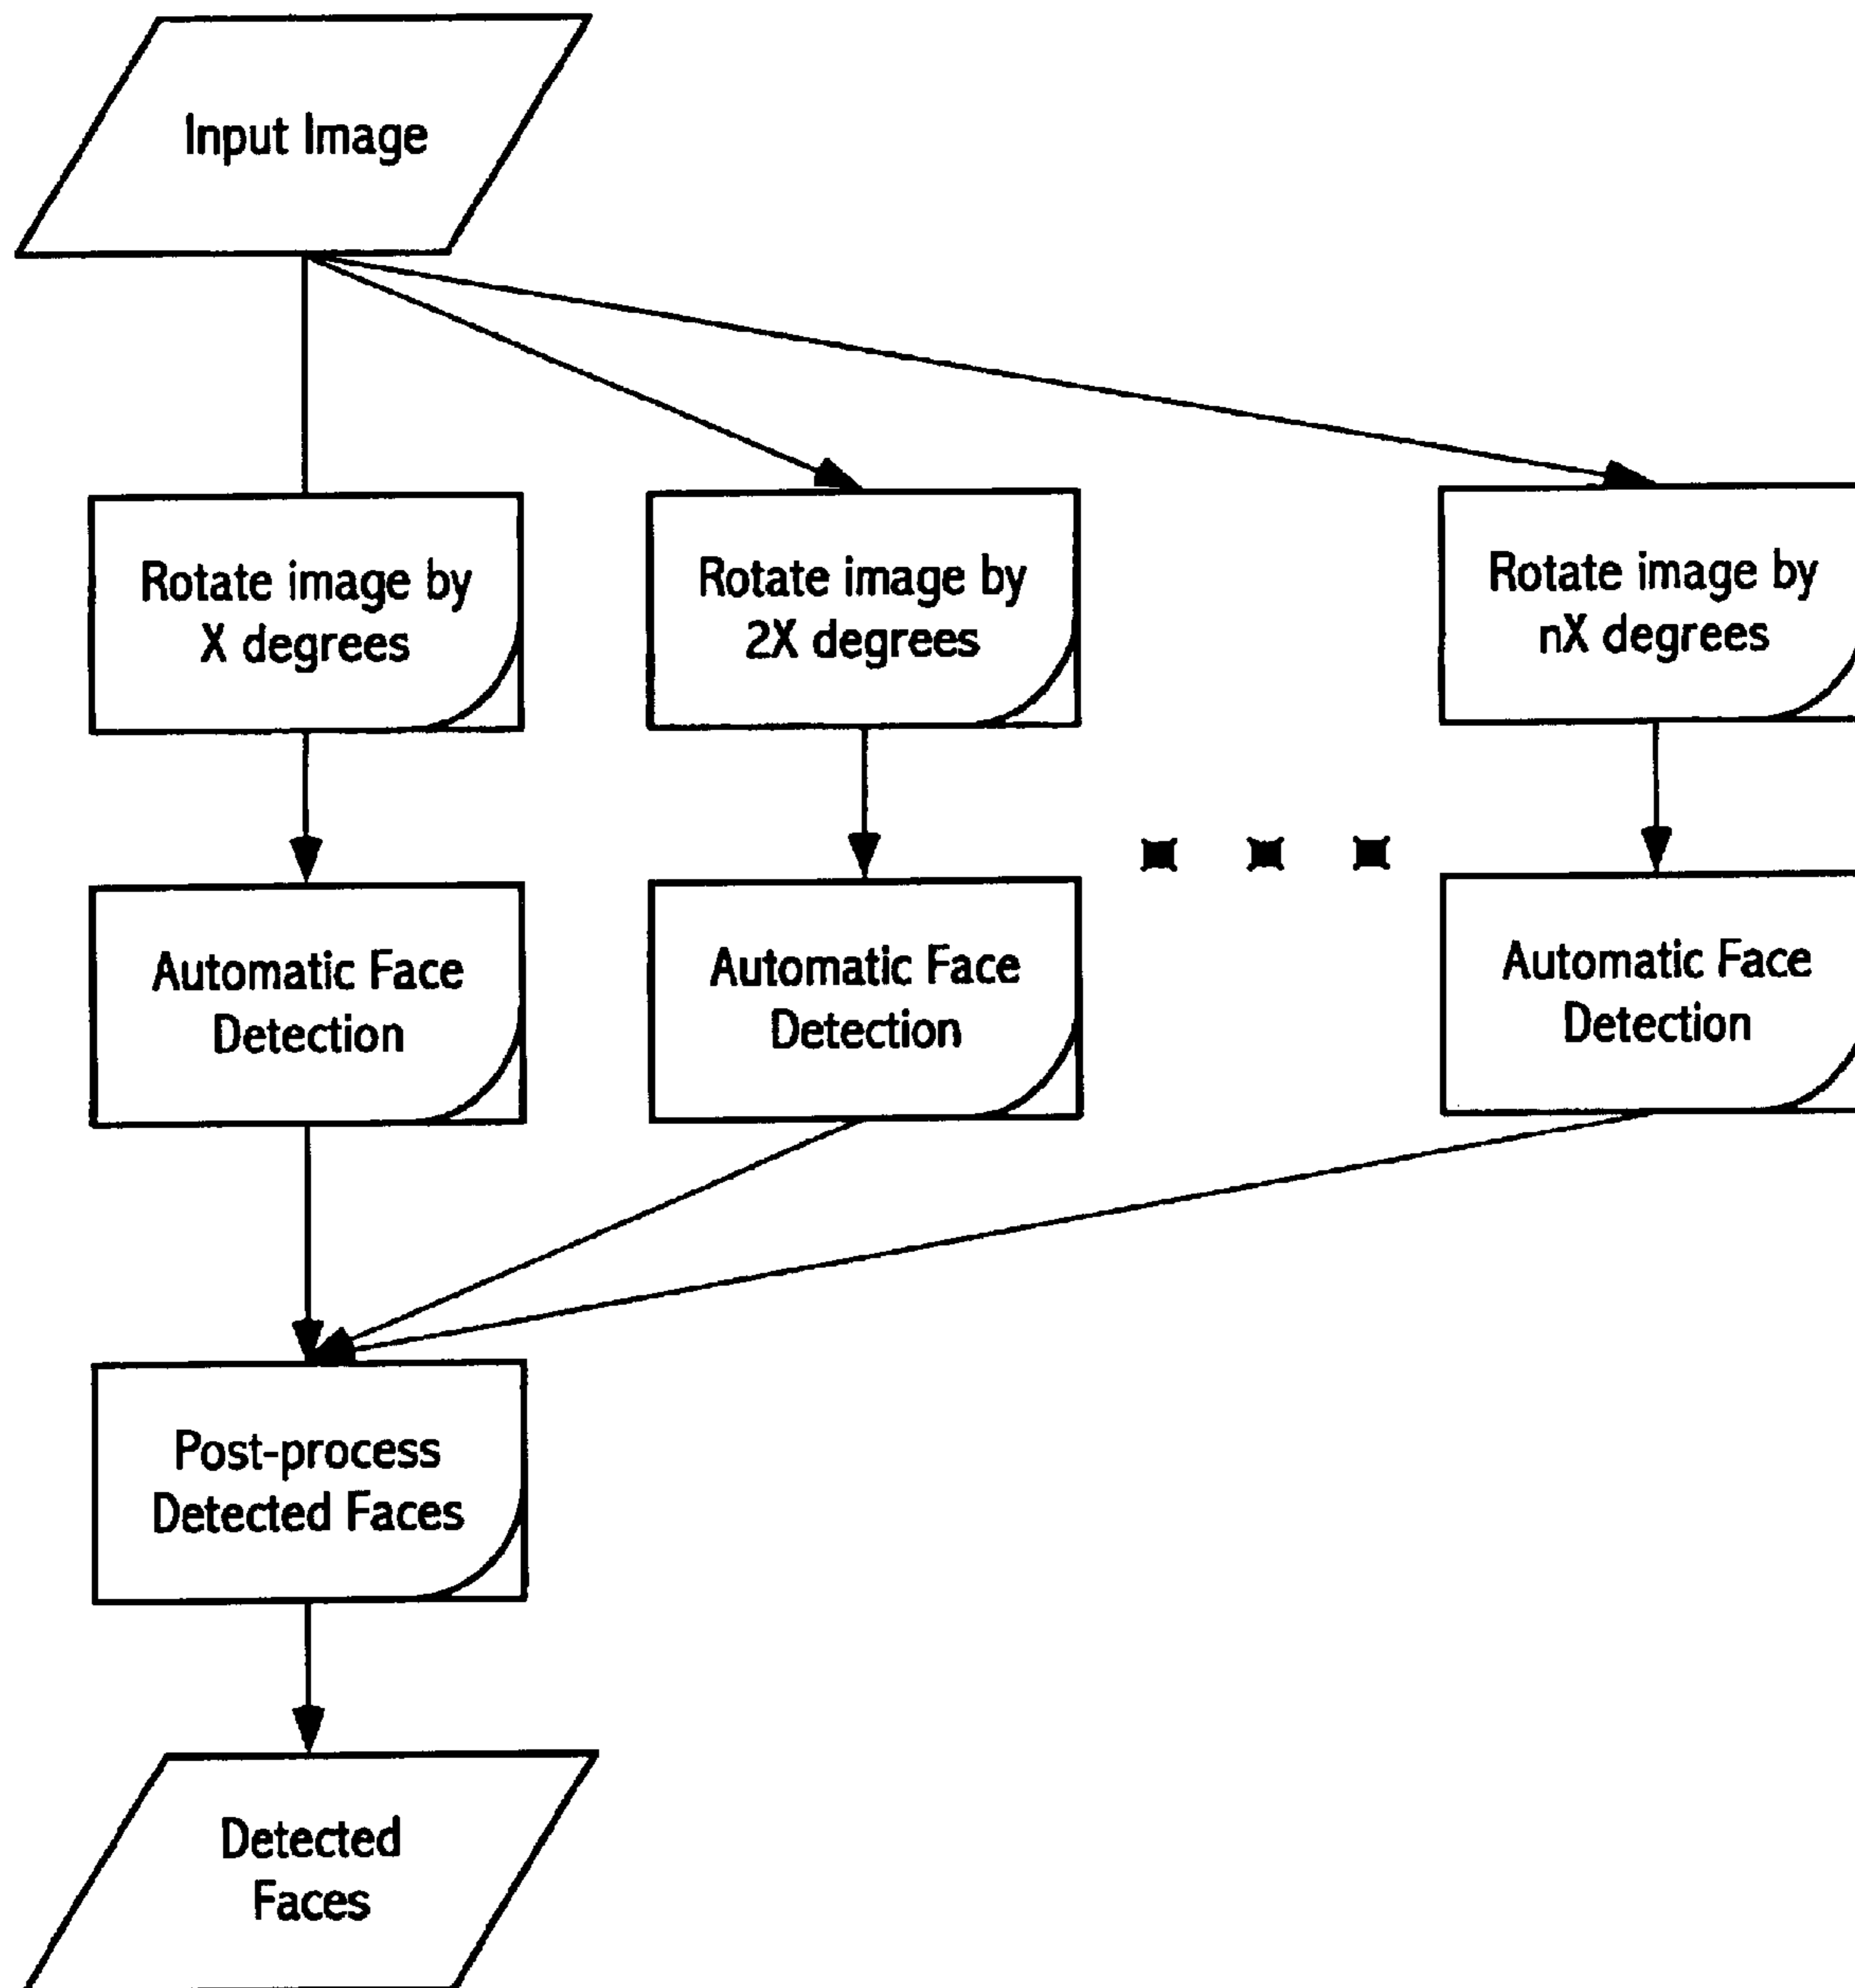 Input Image
Rotate image by
X degrees
Rotate image by
2X degrees
Rotate image by
nX degrees
Automatic Face
Detection
Automatic Face
Detection
Automatic Face
Detection
Post-process
Detected Faces
Detected
Faces